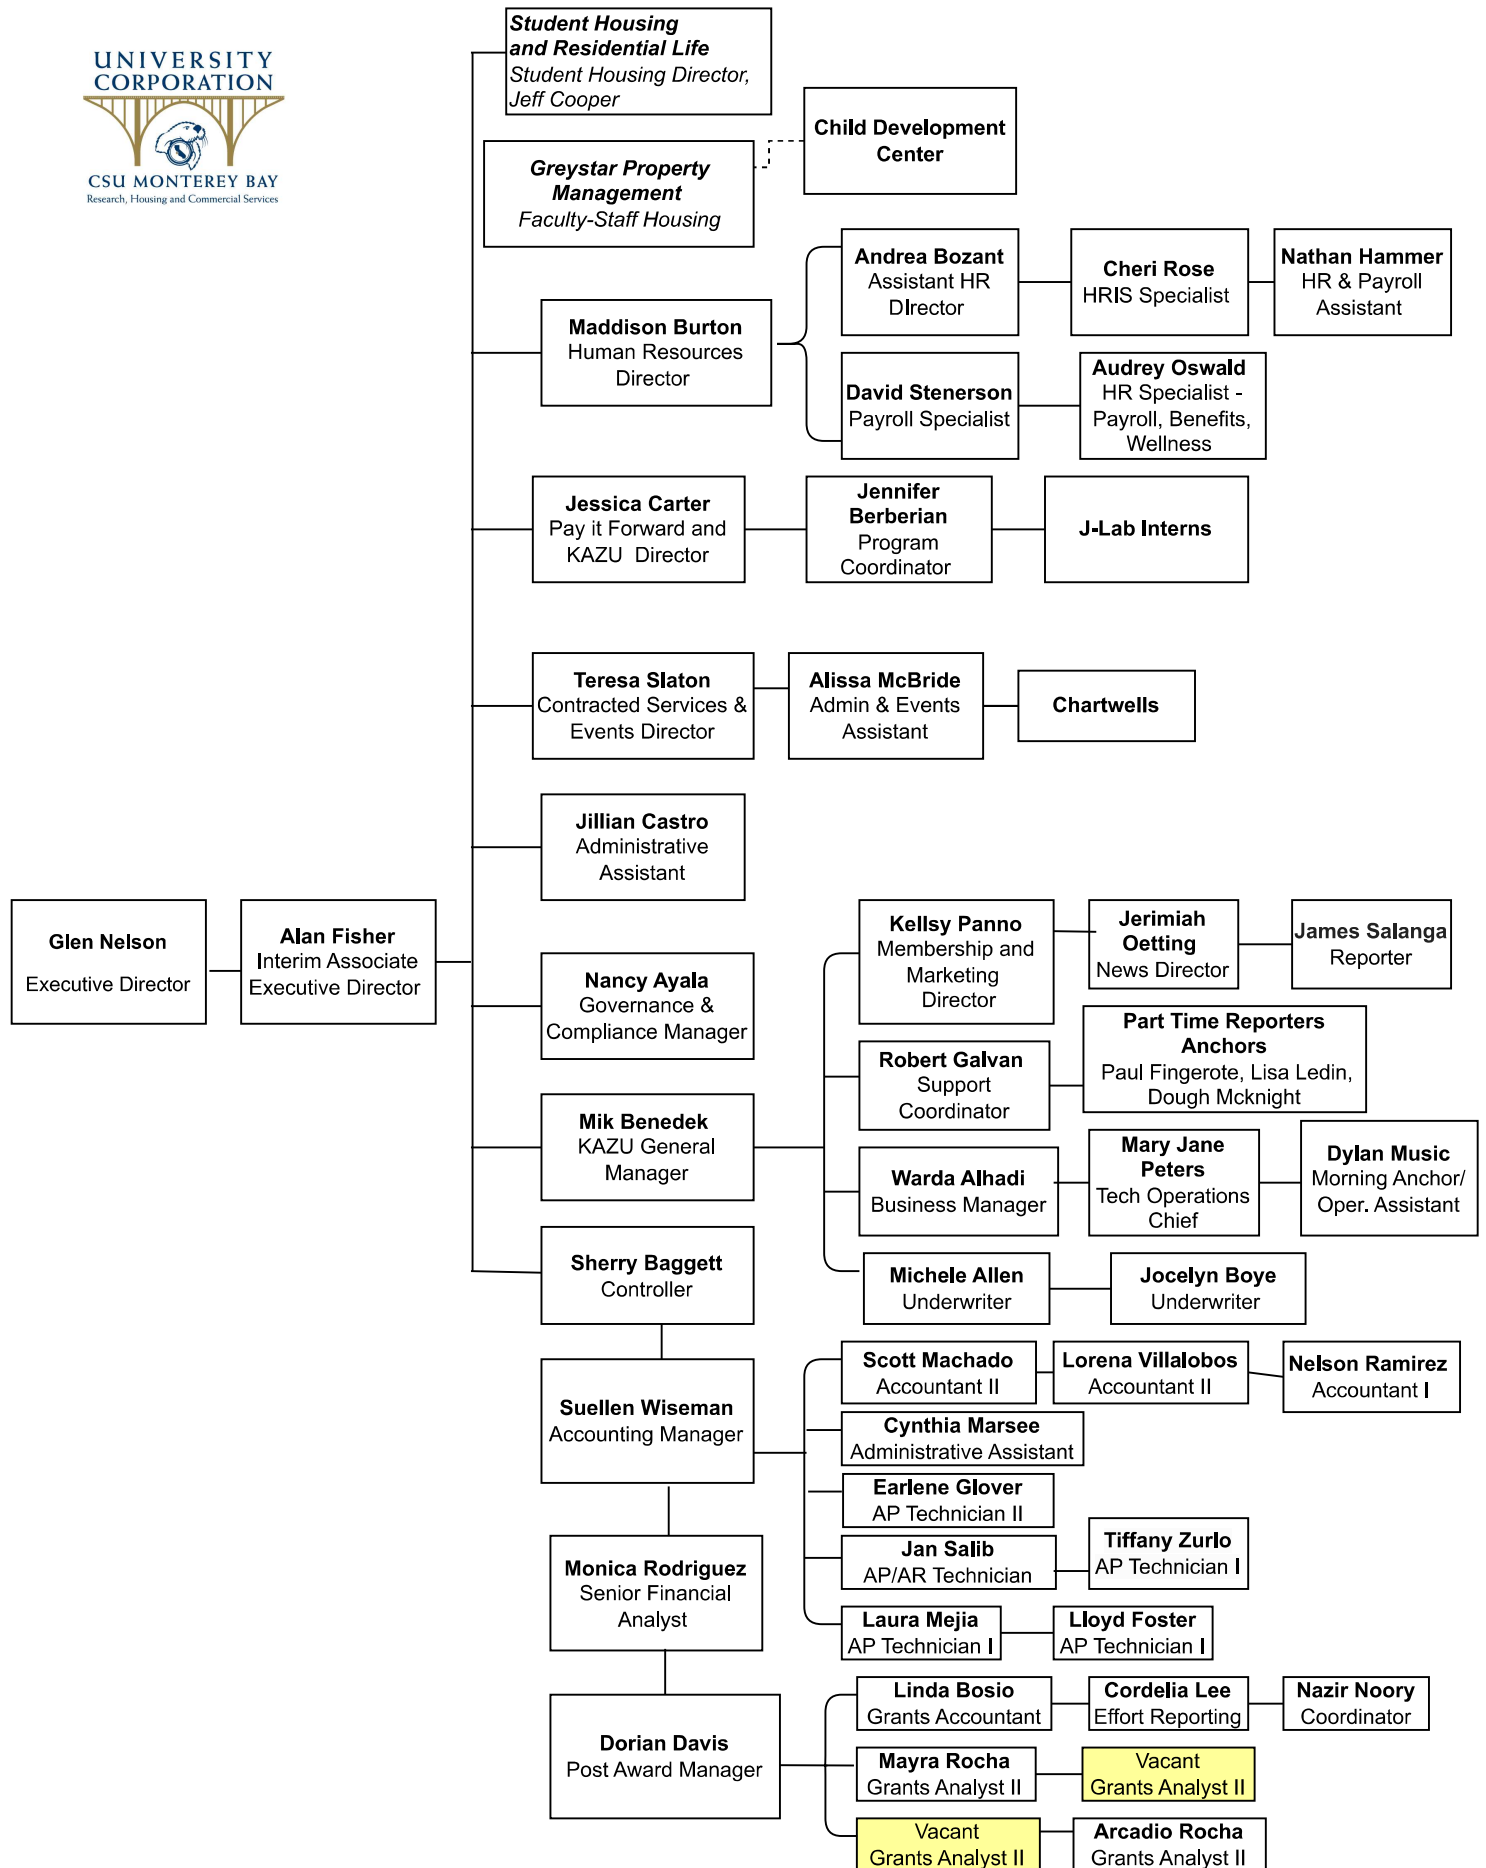 UNIVERSITY
CORPORATION
CSU MONTEREY BAY
Research, Housing and Commercial Services
Student Housing
and Residential Life
Student Housing Director,
Jeff Cooper
Child Development
Center
Greystar Property
Management
Faculty-Staff Housing
Maddison Burton
Human Resources
Director
Andrea Bozant
Assistant HR
DIrector
Cheri Rose
HRIS Specialist
Nathan Hammer
HR & Payroll
Assistant
David Stenerson
Payroll Specialist
Audrey Oswald
HR Specialist -
Payroll, Benefits,
Wellness
Jessica Carter
Pay it Forward and
KAZU  Director
Jennifer
Berberian
Program
Coordinator
J-Lab Interns
Teresa Slaton
Contracted Services &
Events Director
Alissa McBride
Admin & Events
Assistant
Chartwells
Jillian Castro
Administrative
Assistant
Glen Nelson
Executive Director
Alan Fisher
Interim Associate
Executive Director
Nancy Ayala
Governance &
Compliance Manager
Mik Benedek
KAZU General
Manager
Kellsy Panno
Membership and
Marketing
Director
Jerimiah
Oetting
News Director
James Salanga
Reporter
Robert Galvan
Support
Coordinator
Part Time Reporters
Anchors
Paul Fingerote, Lisa Ledin,
Dough Mcknight
Warda Alhadi
Business Manager
Mary Jane
Peters
Tech Operations
Chief
Dylan Music
Morning Anchor/
Oper. Assistant
Michele Allen
Underwriter
Jocelyn Boye
Underwriter
Sherry Baggett
Controller
Suellen Wiseman
Accounting Manager
Scott Machado
Accountant II
Lorena Villalobos
Accountant II
Nelson Ramirez
Accountant I
Cynthia Marsee
Administrative Assistant
Earlene Glover
AP Technician II
Jan Salib
AP/AR Technician
Tiffany Zurlo
AP Technician I
Laura Mejia
AP Technician I
Lloyd Foster
AP Technician I
Monica Rodriguez
Senior Financial
Analyst
Dorian Davis
Post Award Manager
Linda Bosio
Grants Accountant
Cordelia Lee
Effort Reporting
Nazir Noory
Coordinator
Mayra Rocha
Grants Analyst II
Vacant
Grants Analyst II
Vacant
Grants Analyst II
Arcadio Rocha
Grants Analyst II